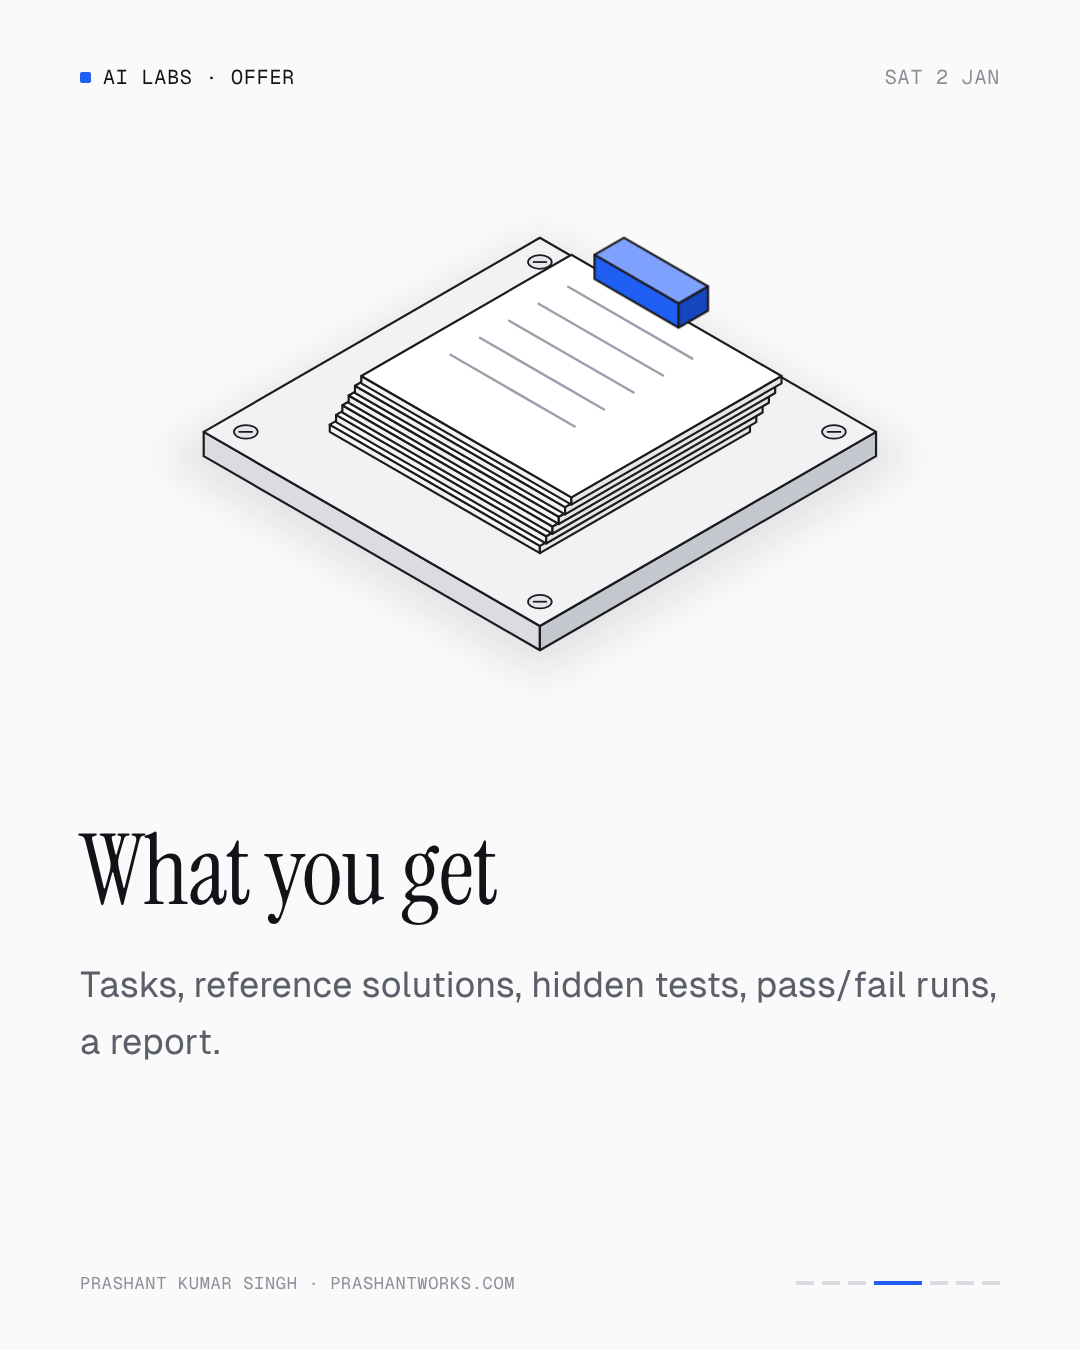 AI LABS · OFFER
SAT 2 JAN
What you get
Tasks, reference solutions, hidden tests, pass/fail runs,
a report.
PRASHANT KUMAR SINGH · PRASHANTWORKS.COM